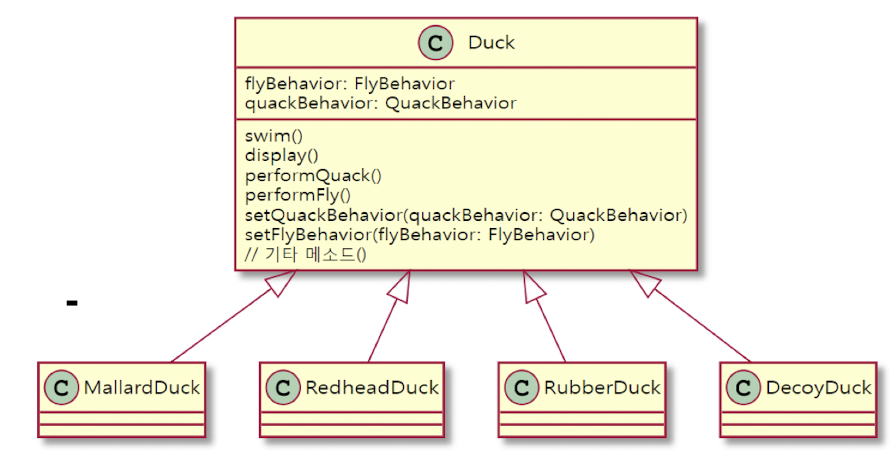 C Duck
flyBehavior: FlyBehavior
quackBehavior: QuackBehavior
swim()
display()
performQuack()
performFly()
setQuackBehavior(quackBehavior: QuackBehavior)
setFlyBehavior(flyBehavior: FlyBehavior)
// 기타 메소드()
-
C MallardDuck
C RedheadDuck
C RubberDuck
C DecoyDuck